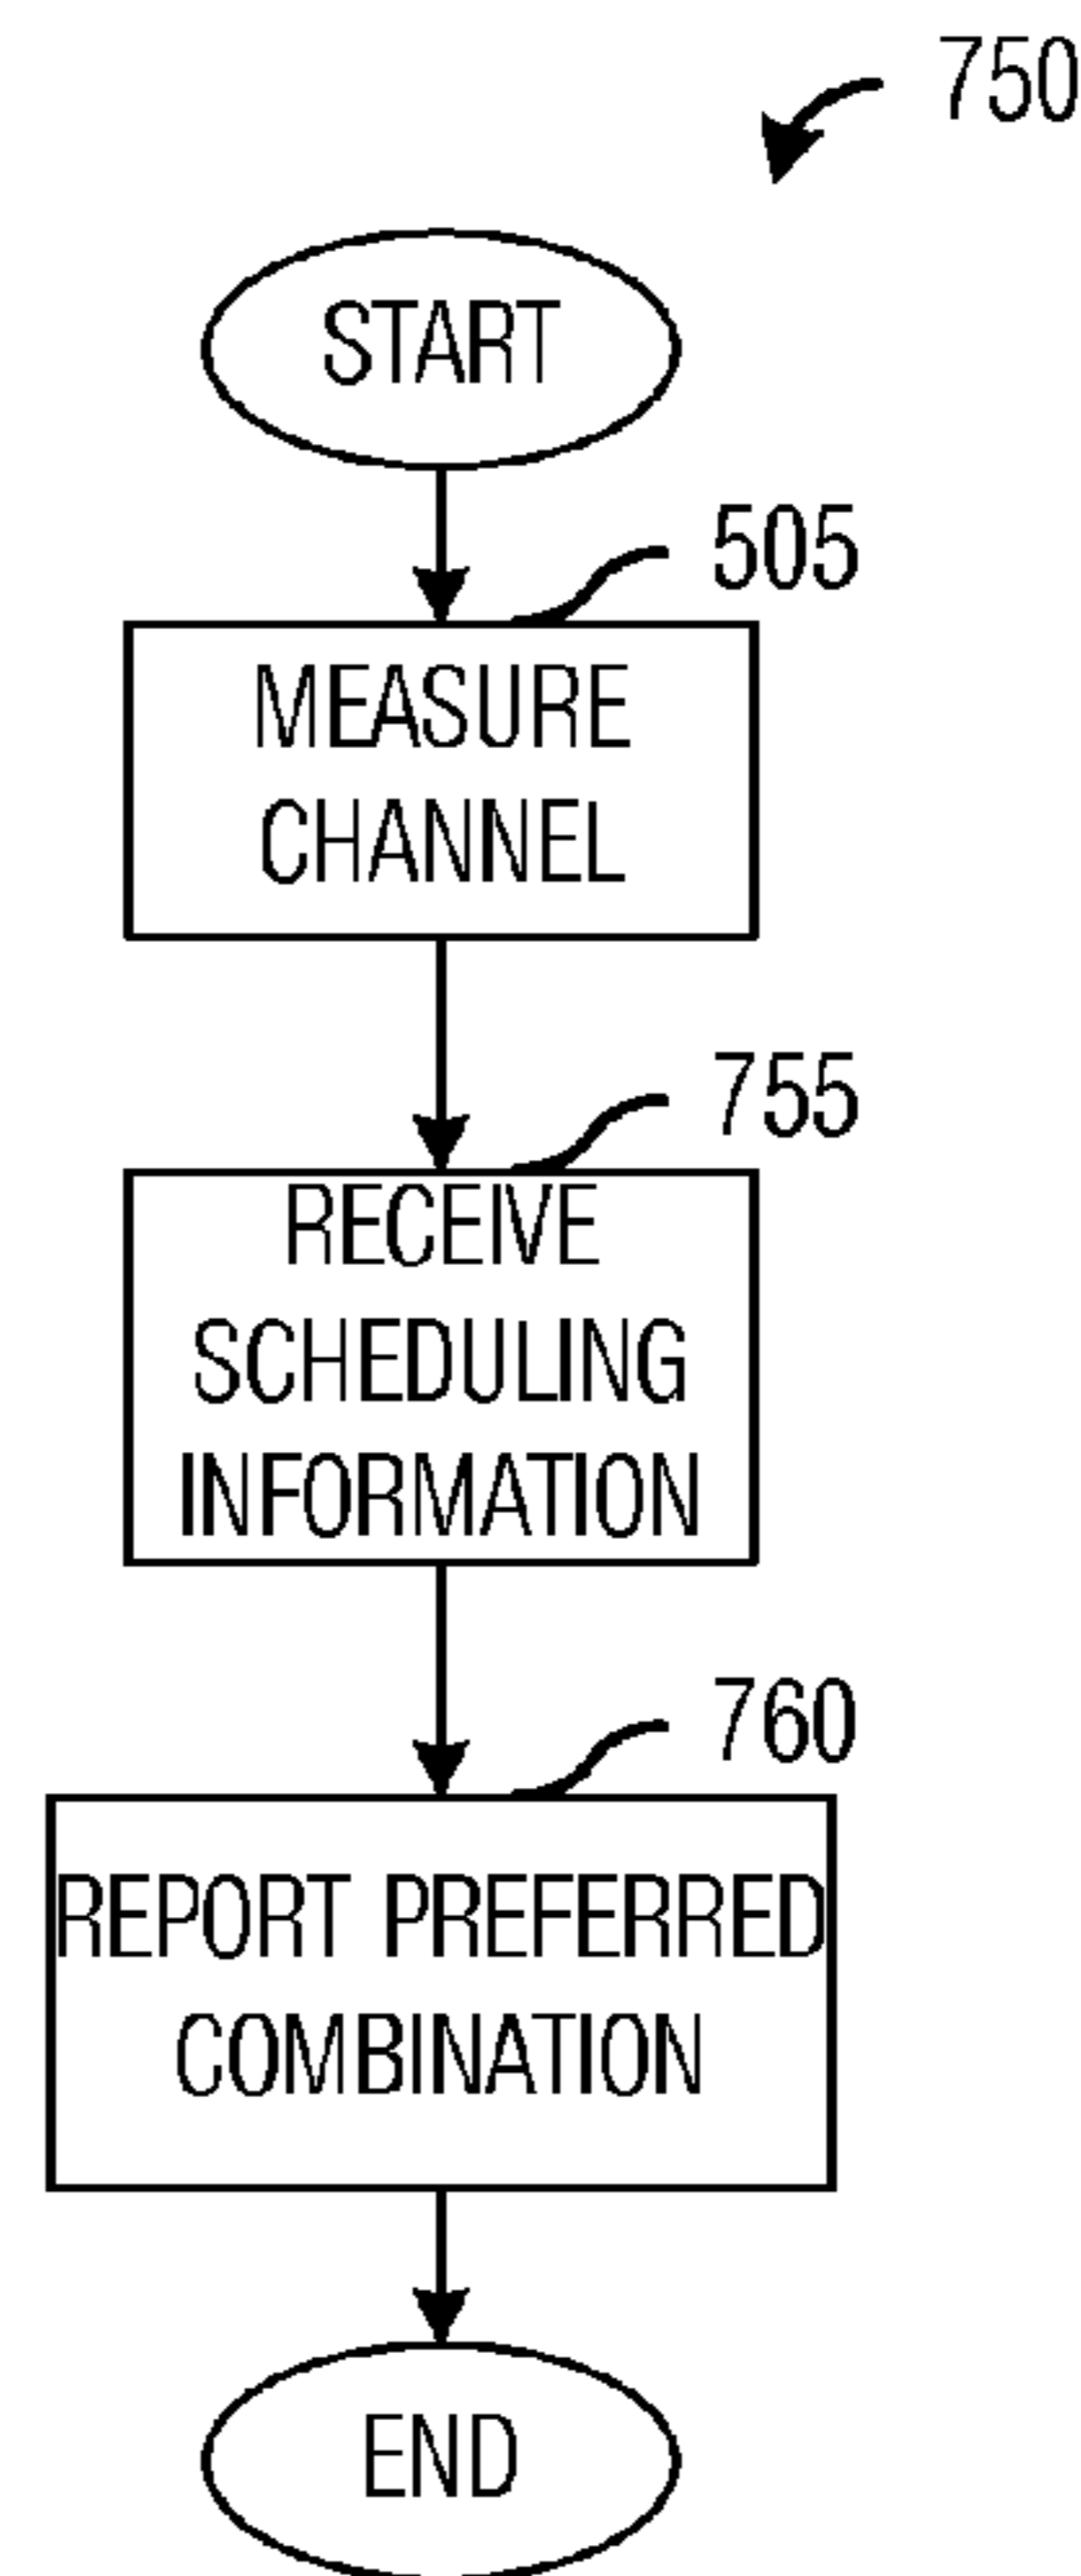 750
START
505
MEASURE
CHANNEL
755
RECEIVE
SCHEDULING
INFORMATION
760
REPORT PREFERRED
COMBINATION
END